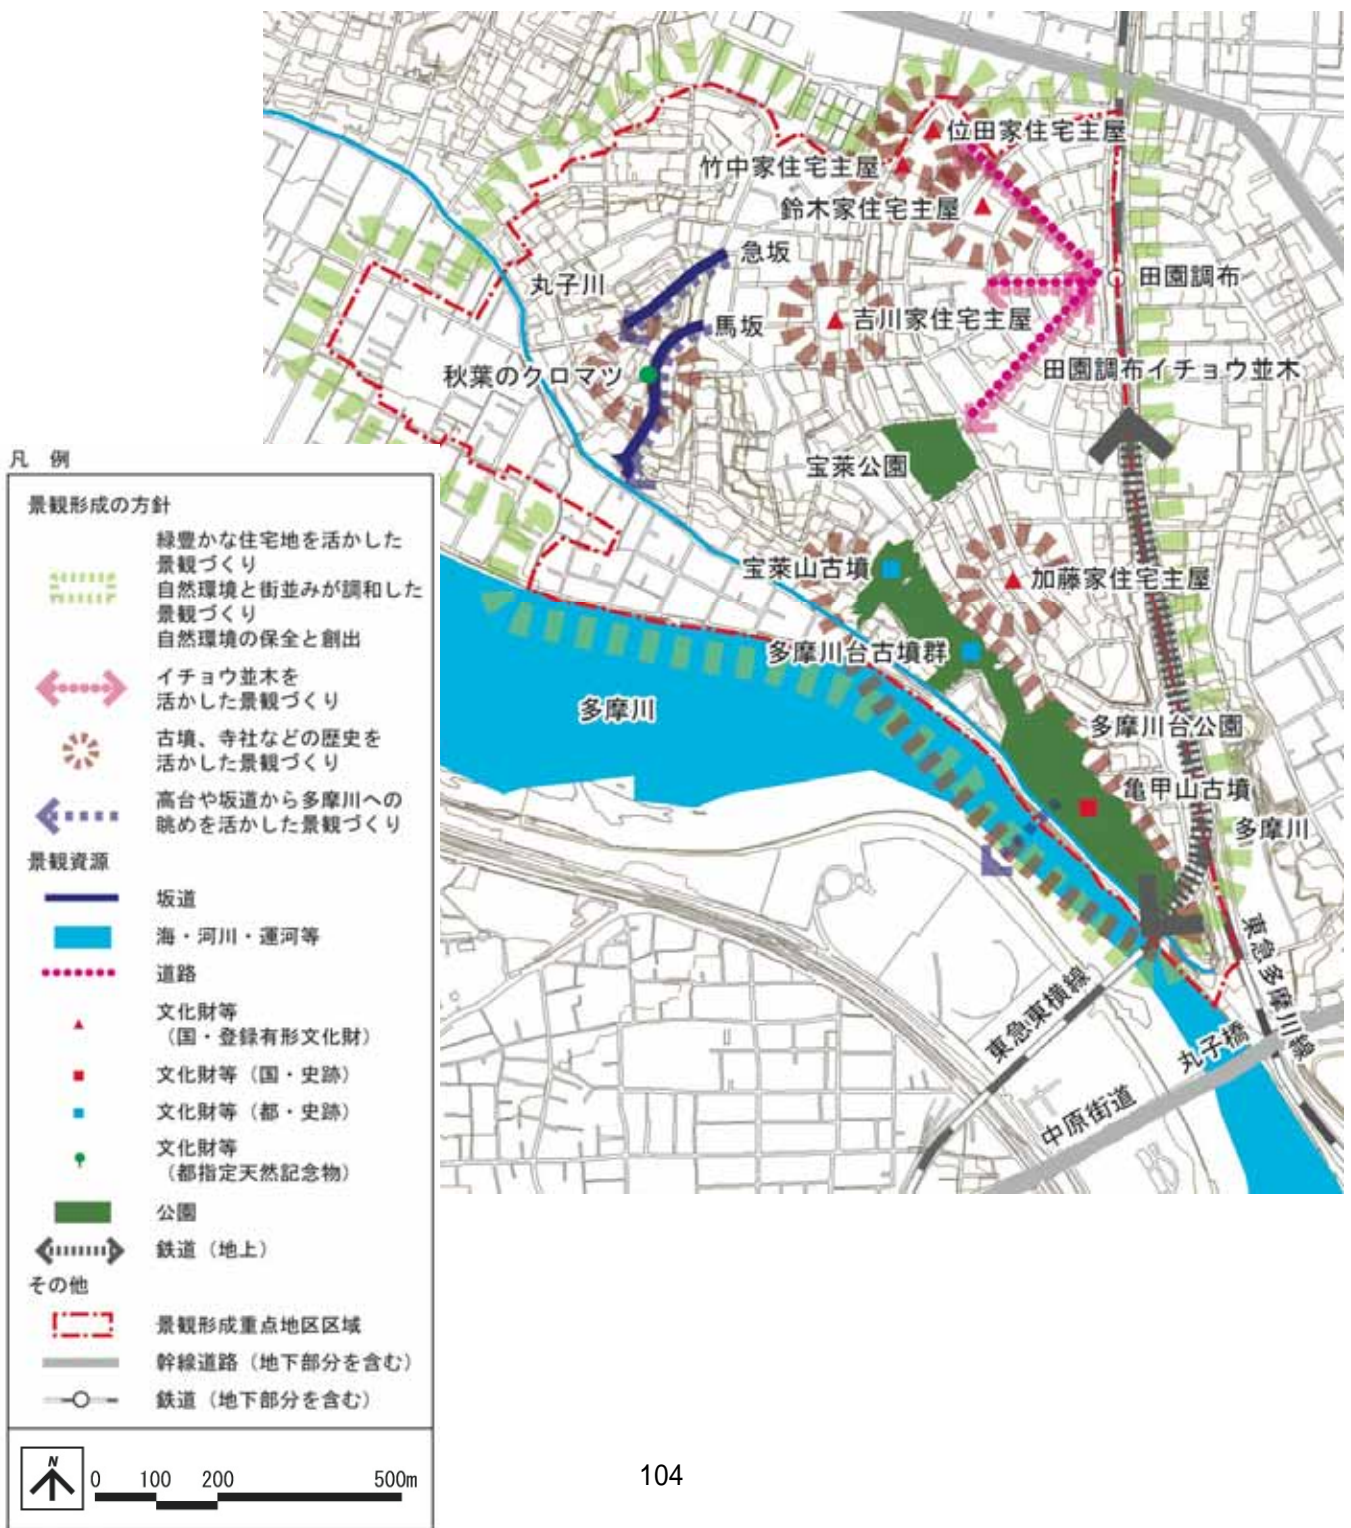 位田家住宅主屋
竹中家住宅主屋
鈴木家住宅主屋
急坂
田園調布
丸子川
馬坂
吉川家住宅主屋
田園調布イチョウ並木
秋葉のクロマツ
宝莱公園
宝莱山古墳
加藤家住宅主屋
多摩川台古墳群
多摩川
多摩川台公園
亀甲山古墳
多摩川
東急多摩川線
東急東横線
丸子橋
中原街道
凡 例
景観形成の方針
緑豊かな住宅地を活かした
景観づくり
自然環境と街並みが調和した
景観づくり
自然環境の保全と創出
イチョウ並木を
活かした景観づくり
古墳、寺社などの歴史を
活かした景観づくり
高台や坂道から多摩川への
眺めを活かした景観づくり
景観資源
坂道
海・河川・運河等
道路
文化財等
（国・登録有形文化財）
文化財等（国・史跡）
文化財等（都・史跡）
文化財等
（都指定天然記念物）
公園
鉄道（地上）
その他
景観形成重点地区区域
幹線道路（地下部分を含む）
鉄道（地下部分を含む）
N
0 100 200 500m
104